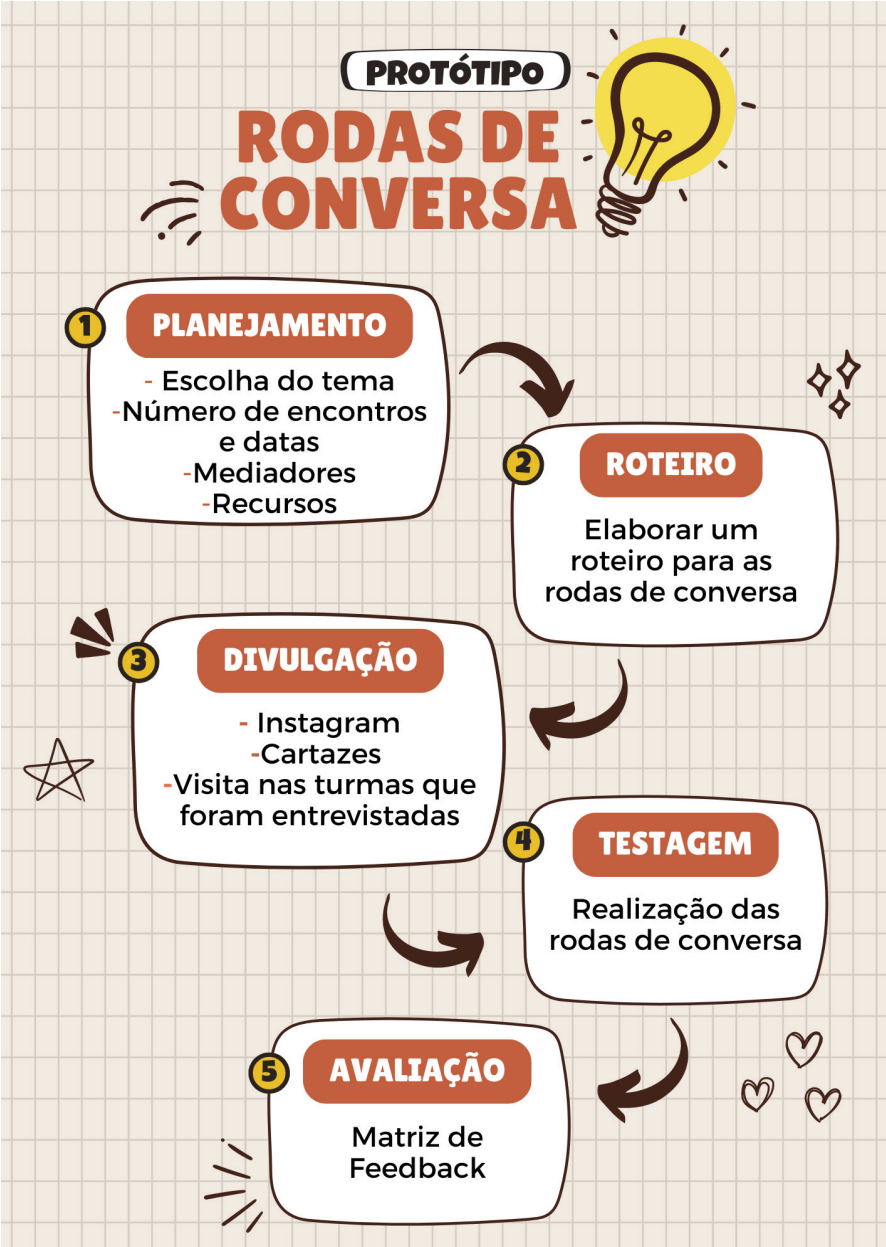 PROTÓTIPO
RODAS DE
CONVERSA
1
PLANEJAMENTO
- Escolha do tema
-Número de encontros
e datas
-Mediadores
-Recursos
2
ROTEIRO
Elaborar um
roteiro para as
rodas de conversa
3
DIVULGAÇÃO
- Instagram
-Cartazes
-Visita nas turmas que
foram entrevistadas
4
TESTAGEM
Realização das
rodas de conversa
5
AVALIAÇÃO
Matriz de
Feedback